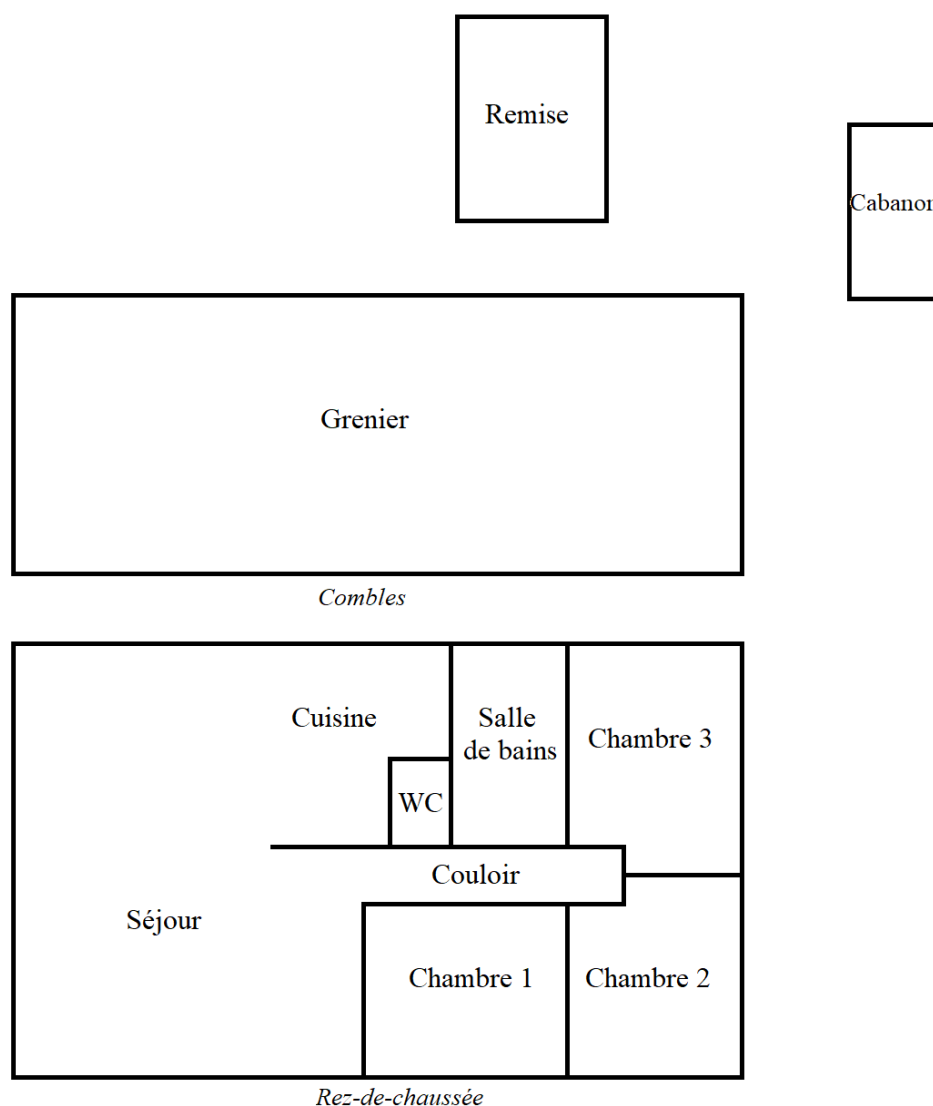 Remise
Cabanon
Grenier
Combles
Cuisine
Salle
de bains
Chambre 3
WC
Couloir
Séjour
Chambre 1
Chambre 2
Rez-de-chaussée